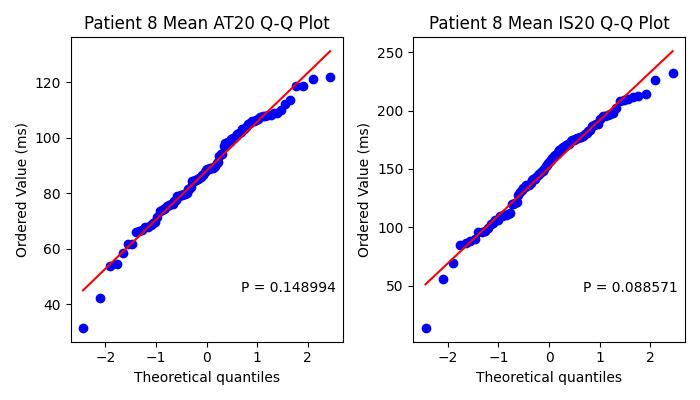 Patient 8 Mean AT20 Q-Q Plot
Ordered Value (ms)
120
100
80
60
40
P = 0.148994
−2 −1 0 1 2
Theoretical quantiles
Patient 8 Mean IS20 Q-Q Plot
Ordered Value (ms)
250
200
150
100
50
P = 0.088571
−2 −1 0 1 2
Theoretical quantiles